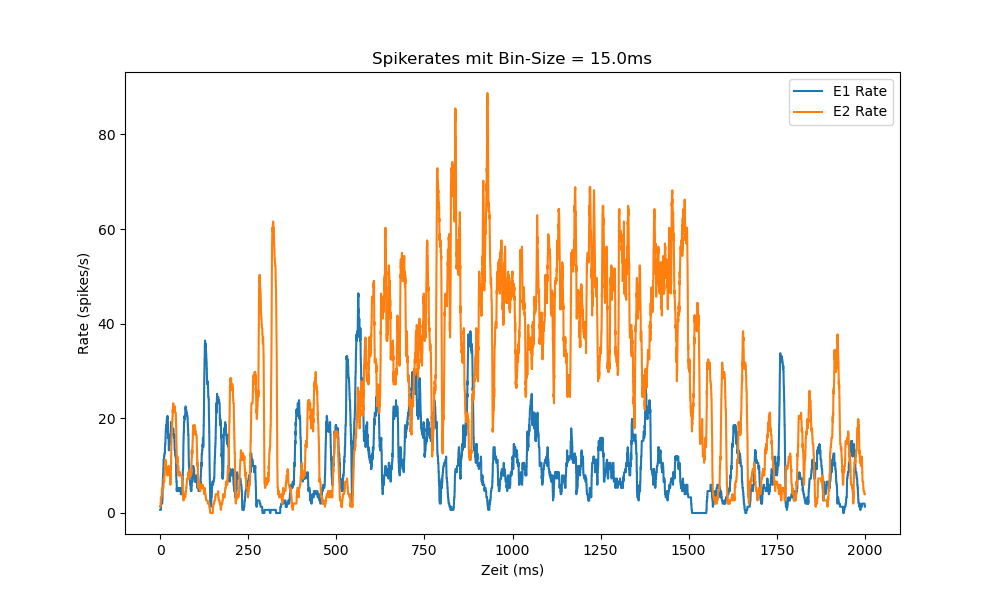 Spikerates mit Bin-Size = 15.0ms
E1 Rate
E2 Rate
Rate (spikes/s)
80
60
40
20
0
0 250 500 750 1000 1250 1500 1750 2000
Zeit (ms)